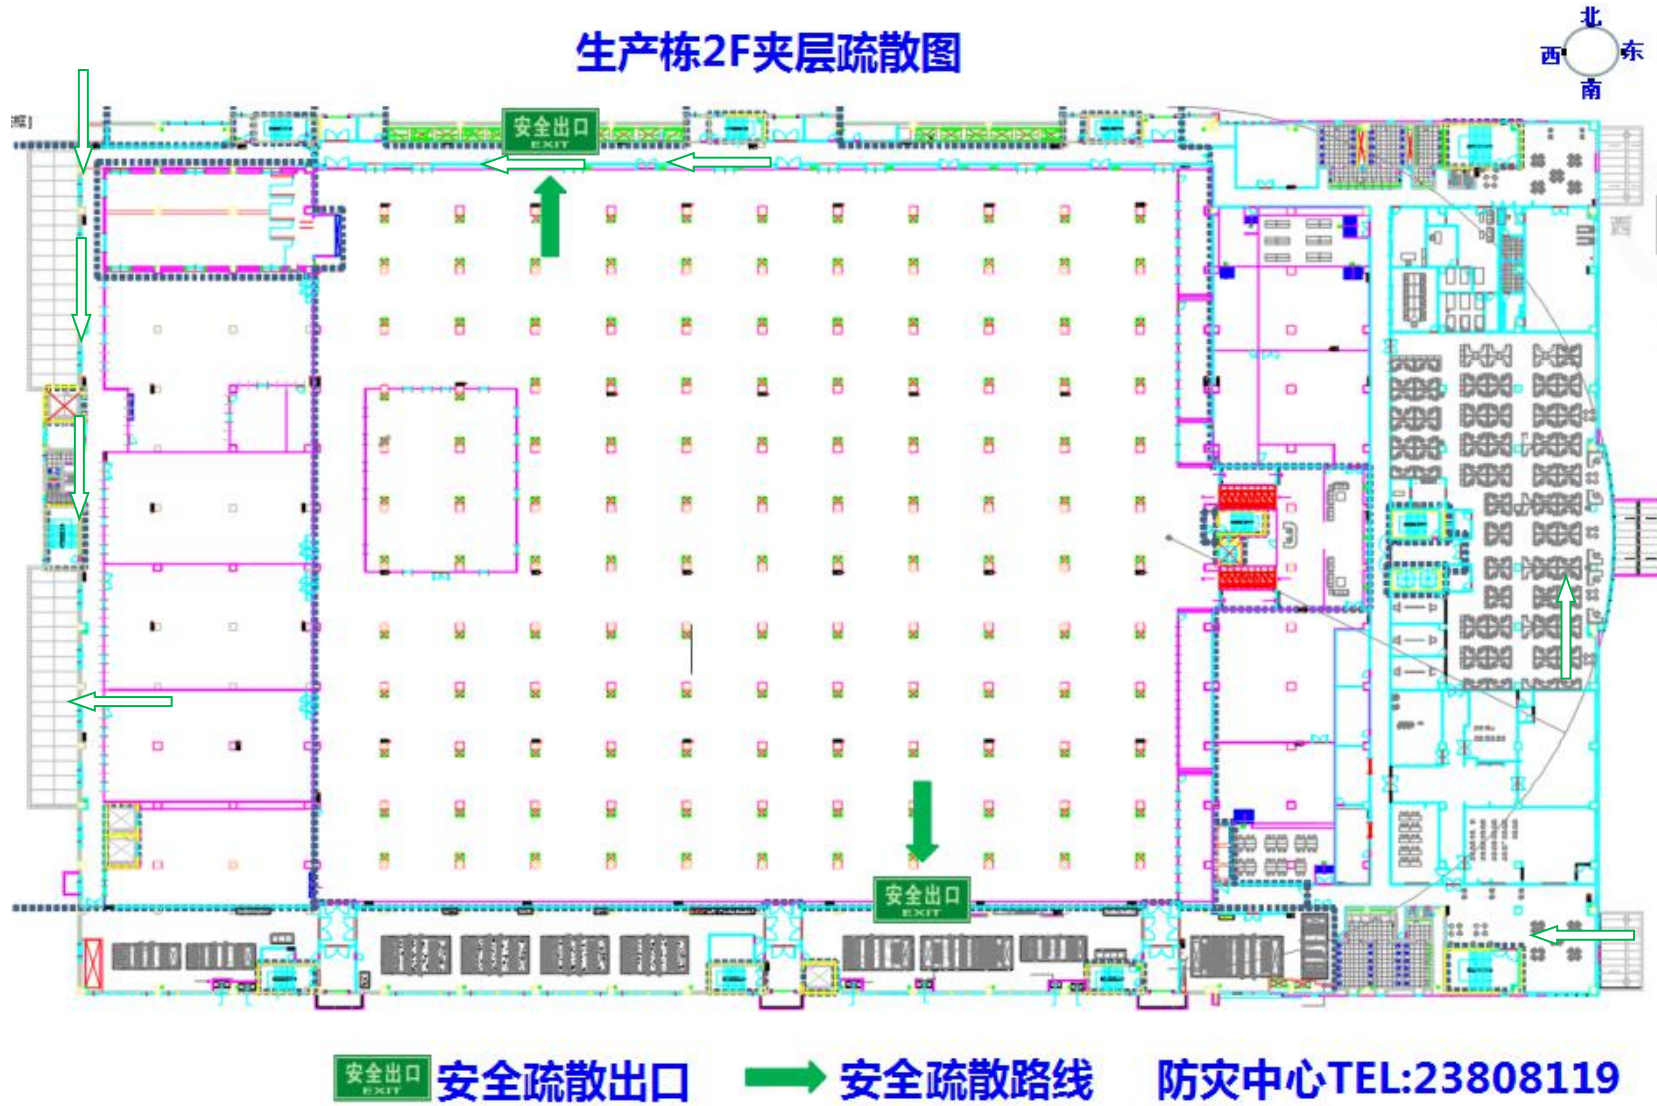 生产栋2F夹层疏散图
北
西
东
南
安全出口
EXIT
西
安全出口
EXIT
安全出口
EXIT
安全疏散出口
安全疏散路线
防灾中心TEL:23808119